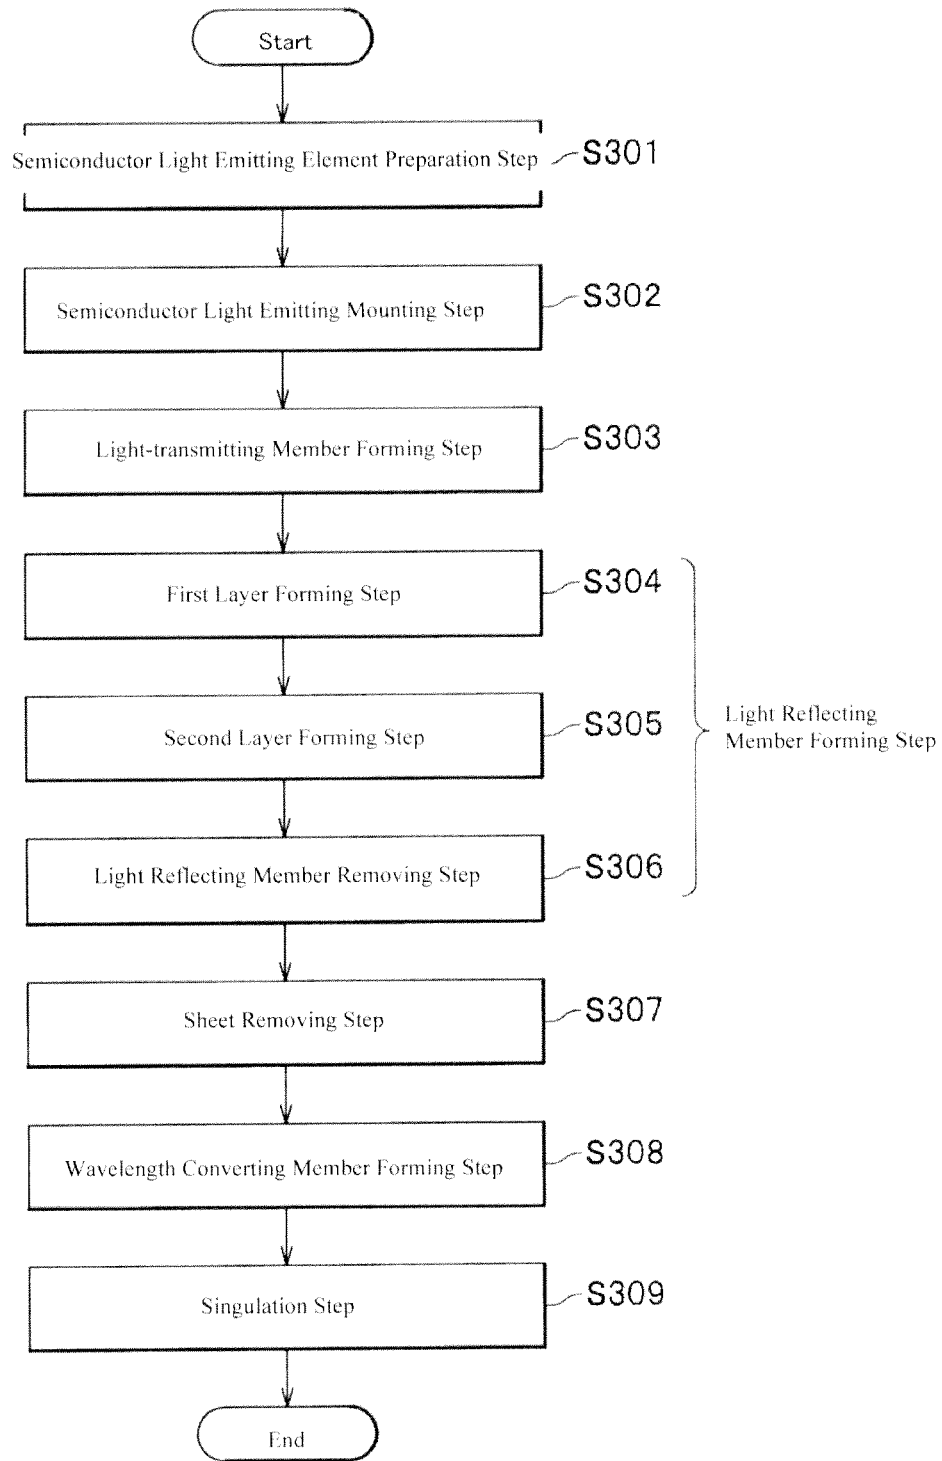 Start
Semiconductor Light Emitting Element Preparation Step
S301
Semiconductor Light Emitting Mounting Step
S302
Light-transmitting Member Forming Step
S303
First Layer Forming Step
S304
Second Layer Forming Step
S305
Light Reflecting
Member Forming Step
Light Reflecting Member Removing Step
S306
Sheet Removing Step
S307
Wavelength Converting Member Forming Step
S308
Singulation Step
S309
End